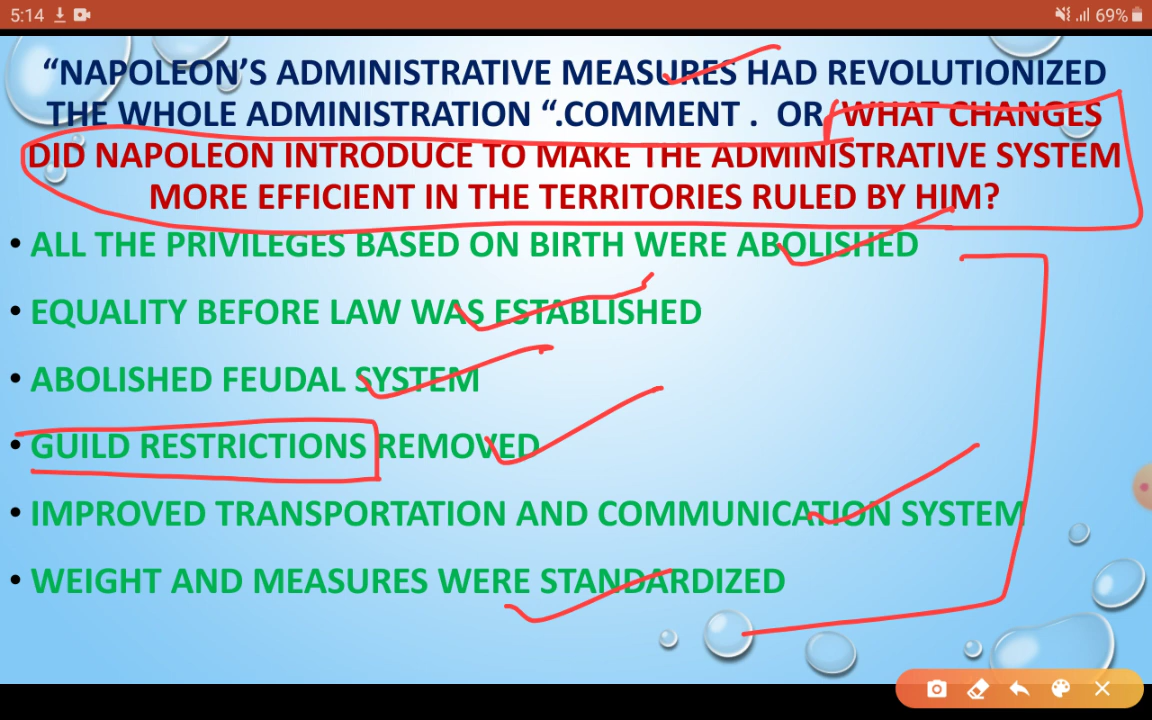 5:14
69%
“NAPOLEON’S ADMINISTRATIVE MEASURES HAD REVOLUTIONIZED
THE WHOLE ADMINISTRATION “.COMMENT . OR WHAT CHANGES
DID NAPOLEON INTRODUCE TO MAKE THE ADMINISTRATIVE SYSTEM
MORE EFFICIENT IN THE TERRITORIES RULED BY HIM?
• ALL THE PRIVILEGES BASED ON BIRTH WERE ABOLISHED
• EQUALITY BEFORE LAW WAS ESTABLISHED
• ABOLISHED FEUDAL SYSTEM
• GUILD RESTRICTIONS REMOVED
• IMPROVED TRANSPORTATION AND COMMUNICATION SYSTEM
• WEIGHT AND MEASURES WERE STANDARDIZED